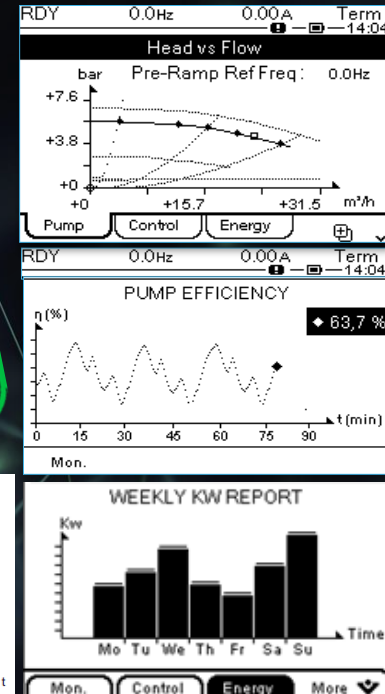 RDY 0.0Hz 0.00A Term
14:04
Head vs Flow
bar Pre-Ramp Ref Freq: 0.0Hz
+7.6
+3.8
+0
+0 +15.7 +31.5 m³/h
Pump Control Energy
RDY 0.0Hz 0.00A Term
14:04
PUMP EFFICIENCY
η(%)
63,7 %
t(min)
0 15 30 45 60 75 90
Mon.
WEEKLY KW REPORT
Kw
Time
Mo Tu We Th Fr Sa Su
t
Mon. Control Energy More